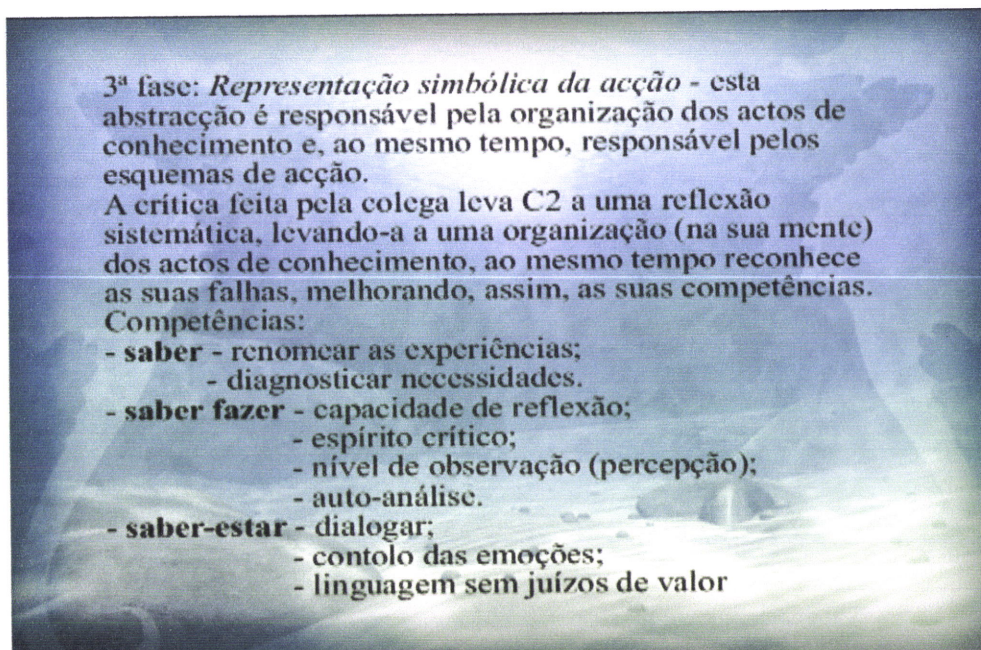 3ª fase: Representação simbólica da acção - esta
abstracção é responsável pela organização dos actos de
conhecimento e, ao mesmo tempo, responsável pelos
esquemas de acção.
A crítica feita pela colega leva C2 a uma reflexão
sistemática, levando-a a uma organização (na sua mente)
dos actos de conhecimento, ao mesmo tempo reconhece
as suas falhas, melhorando, assim, as suas competências.
Competências:
- saber - renomear as experiências;
- diagnosticar necessidades.
- saber fazer - capacidade de reflexão;
- espírito crítico;
- nível de observação (percepção);
- auto-análise.
- saber-estar - dialogar;
- contolo das emoções;
- linguagem sem juízos de valor